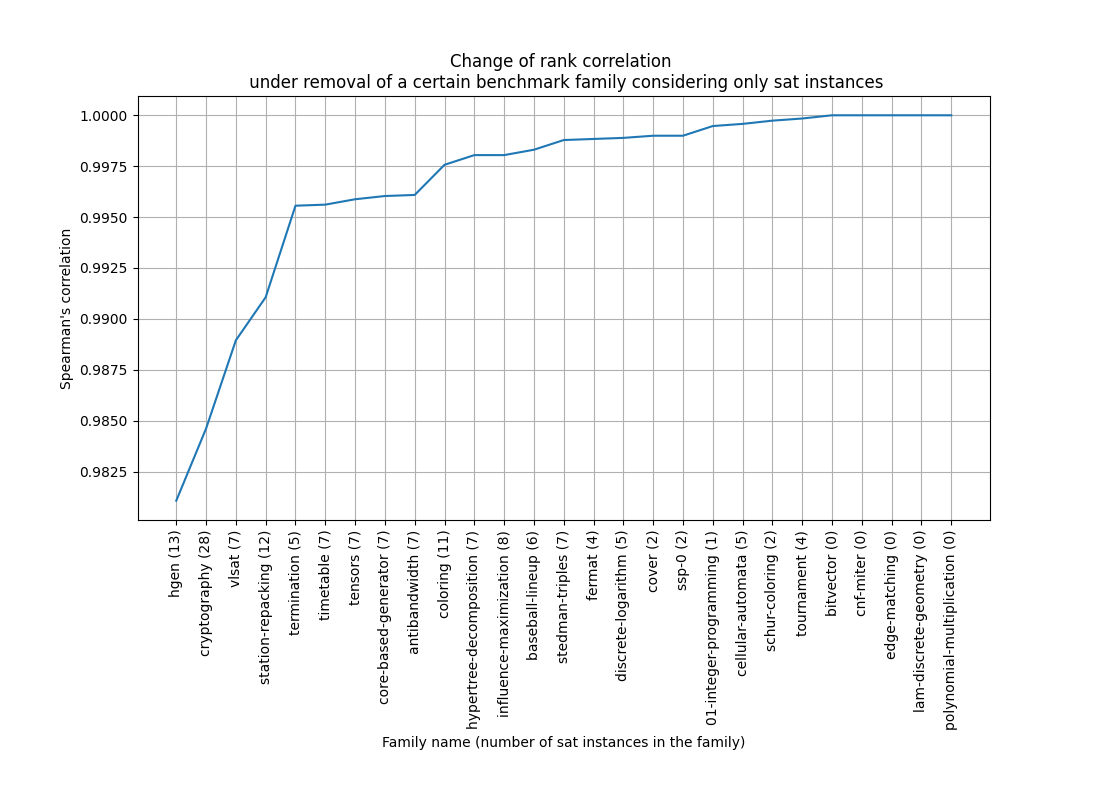 Change of rank correlation
under removal of a certain benchmark family considering only sat instances
Spearman's correlation
1.0000
0.9975
0.9950
0.9925
0.9900
0.9875
0.9850
0.9825
hgen (13)
cryptography (28)
vlsat (7)
station-repacking (12)
termination (5)
timetable (7)
tensors (7)
core-based-generator (7)
antibandwidth (7)
coloring (11)
hypertree-decomposition (7)
influence-maximization (8)
baseball-lineup (6)
stedman-triples (7)
fermat (4)
discrete-logarithm (5)
cover (2)
ssp-0 (2)
01-integer-programming (1)
cellular-automata (5)
schur-coloring (2)
tournament (4)
bitvector (0)
cnf-miter (0)
edge-matching (0)
lam-discrete-geometry (0)
polynomial-multiplication (0)
Family name (number of sat instances in the family)